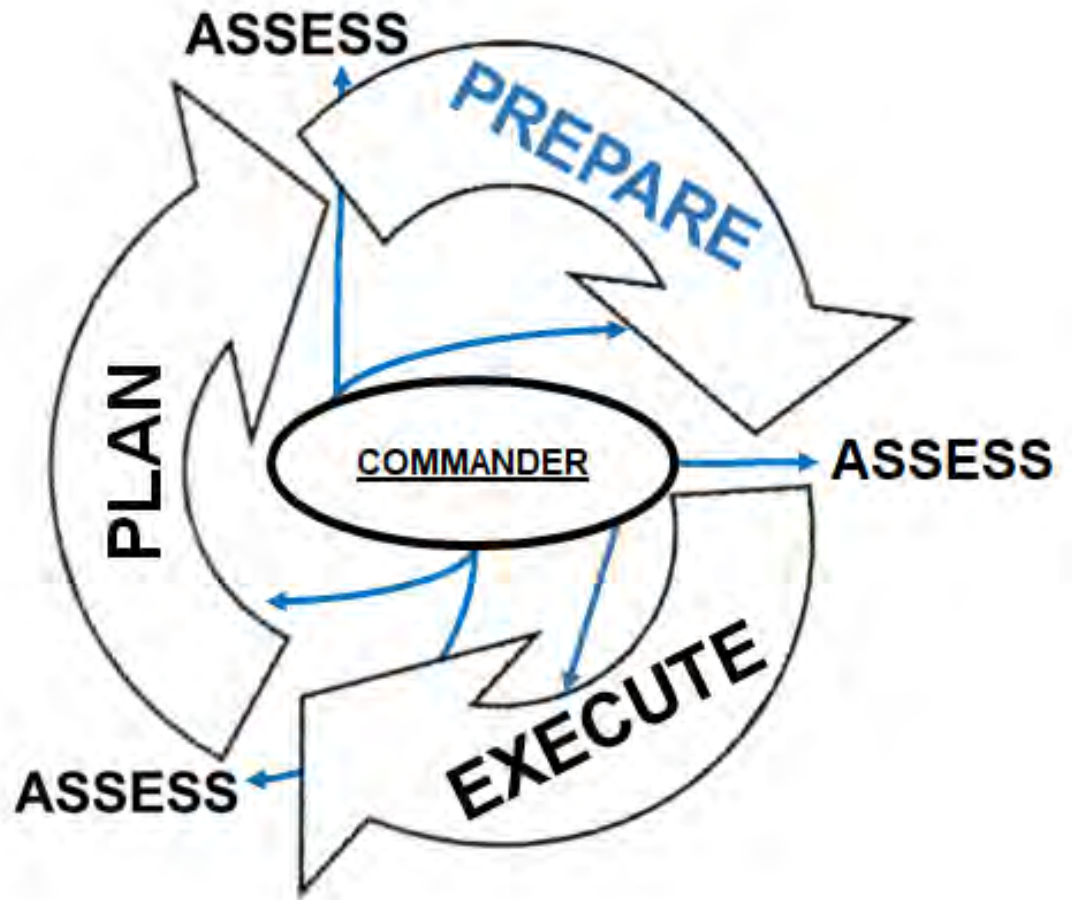 ASSESS
PREPARE
PLAN
COMMANDER
ASSESS
EXECUTE
ASSESS